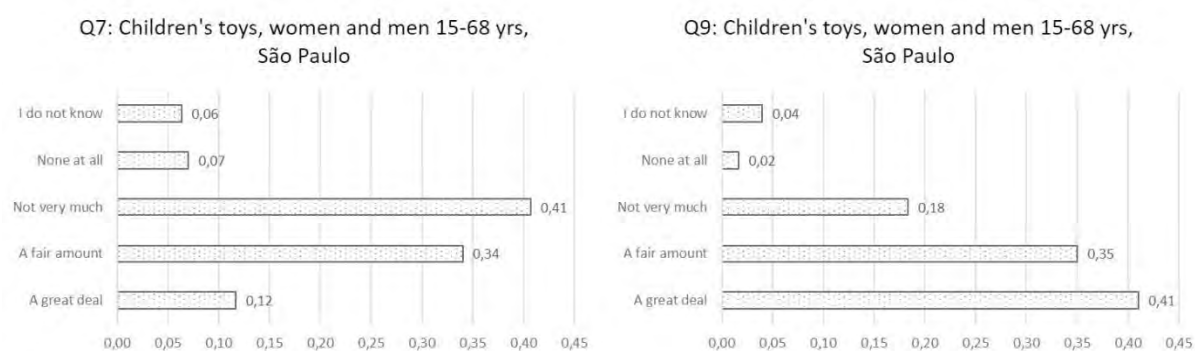 Q7: Children's toys, women and men 15-68 yrs,
São Paulo
I do not know
0,06
None at all
0,07
Not very much
0,41
A fair amount
0,34
A great deal
0,12
0,00 0,05 0,10 0,15 0,20 0,25 0,30 0,35 0,40 0,45
Q9: Children's toys, women and men 15-68 yrs,
São Paulo
I do not know
0,04
None at all
0,02
Not very much
0,18
A fair amount
0,35
A great deal
0,41
0,00 0,05 0,10 0,15 0,20 0,25 0,30 0,35 0,40 0,45